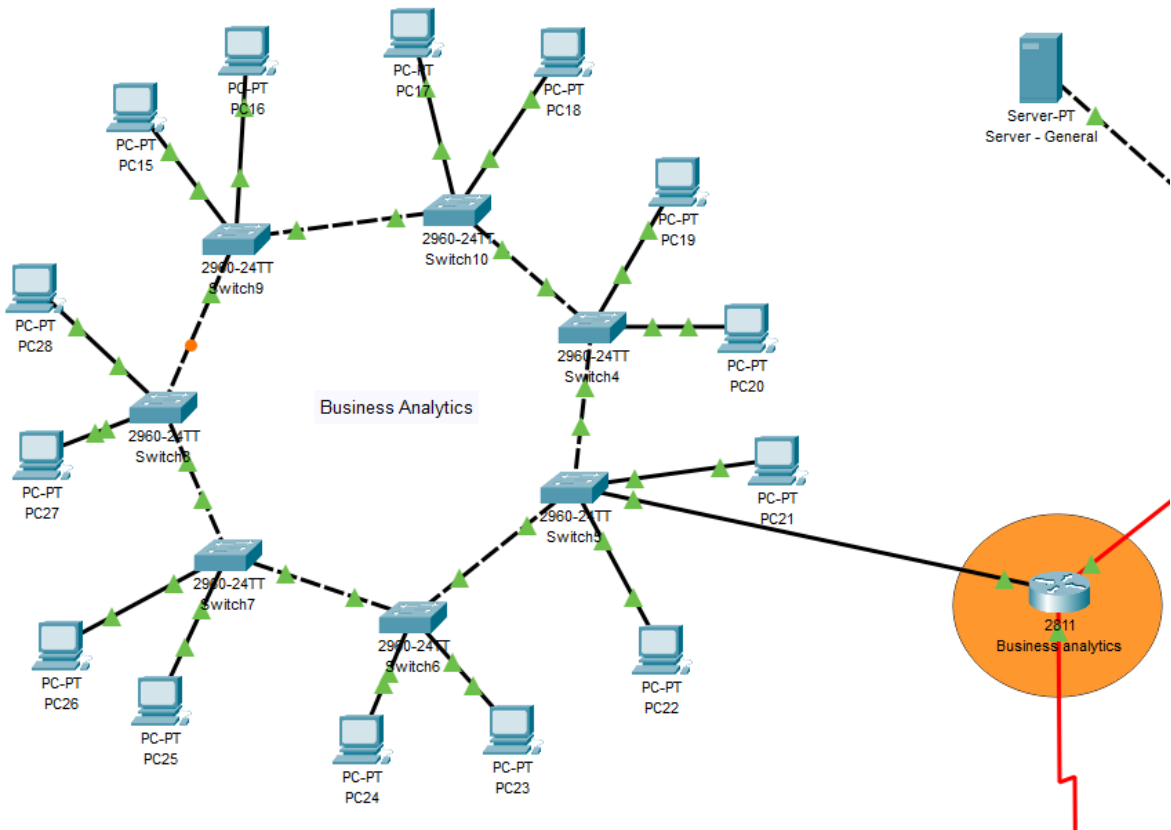 PC-PT
PC16
PC-PT
PC17
PC-PT
PC18
PC-PT
PC15
Server-PT
Server - General
PC-PT
PC19
2960-24TT
Switch10
2960-24TT
Switch9
PC-PT
PC28
2960-24TT
Switch4
PC-PT
PC20
Business Analytics
2960-24TT
Switch8
PC-PT
PC27
PC-PT
PC21
2960-24TT
Switch5
2960-24TT
Switch7
2960-24TT
Switch6
2811
Business analytics
PC-PT
PC26
PC-PT
PC25
PC-PT
PC22
PC-PT
PC24
PC-PT
PC23